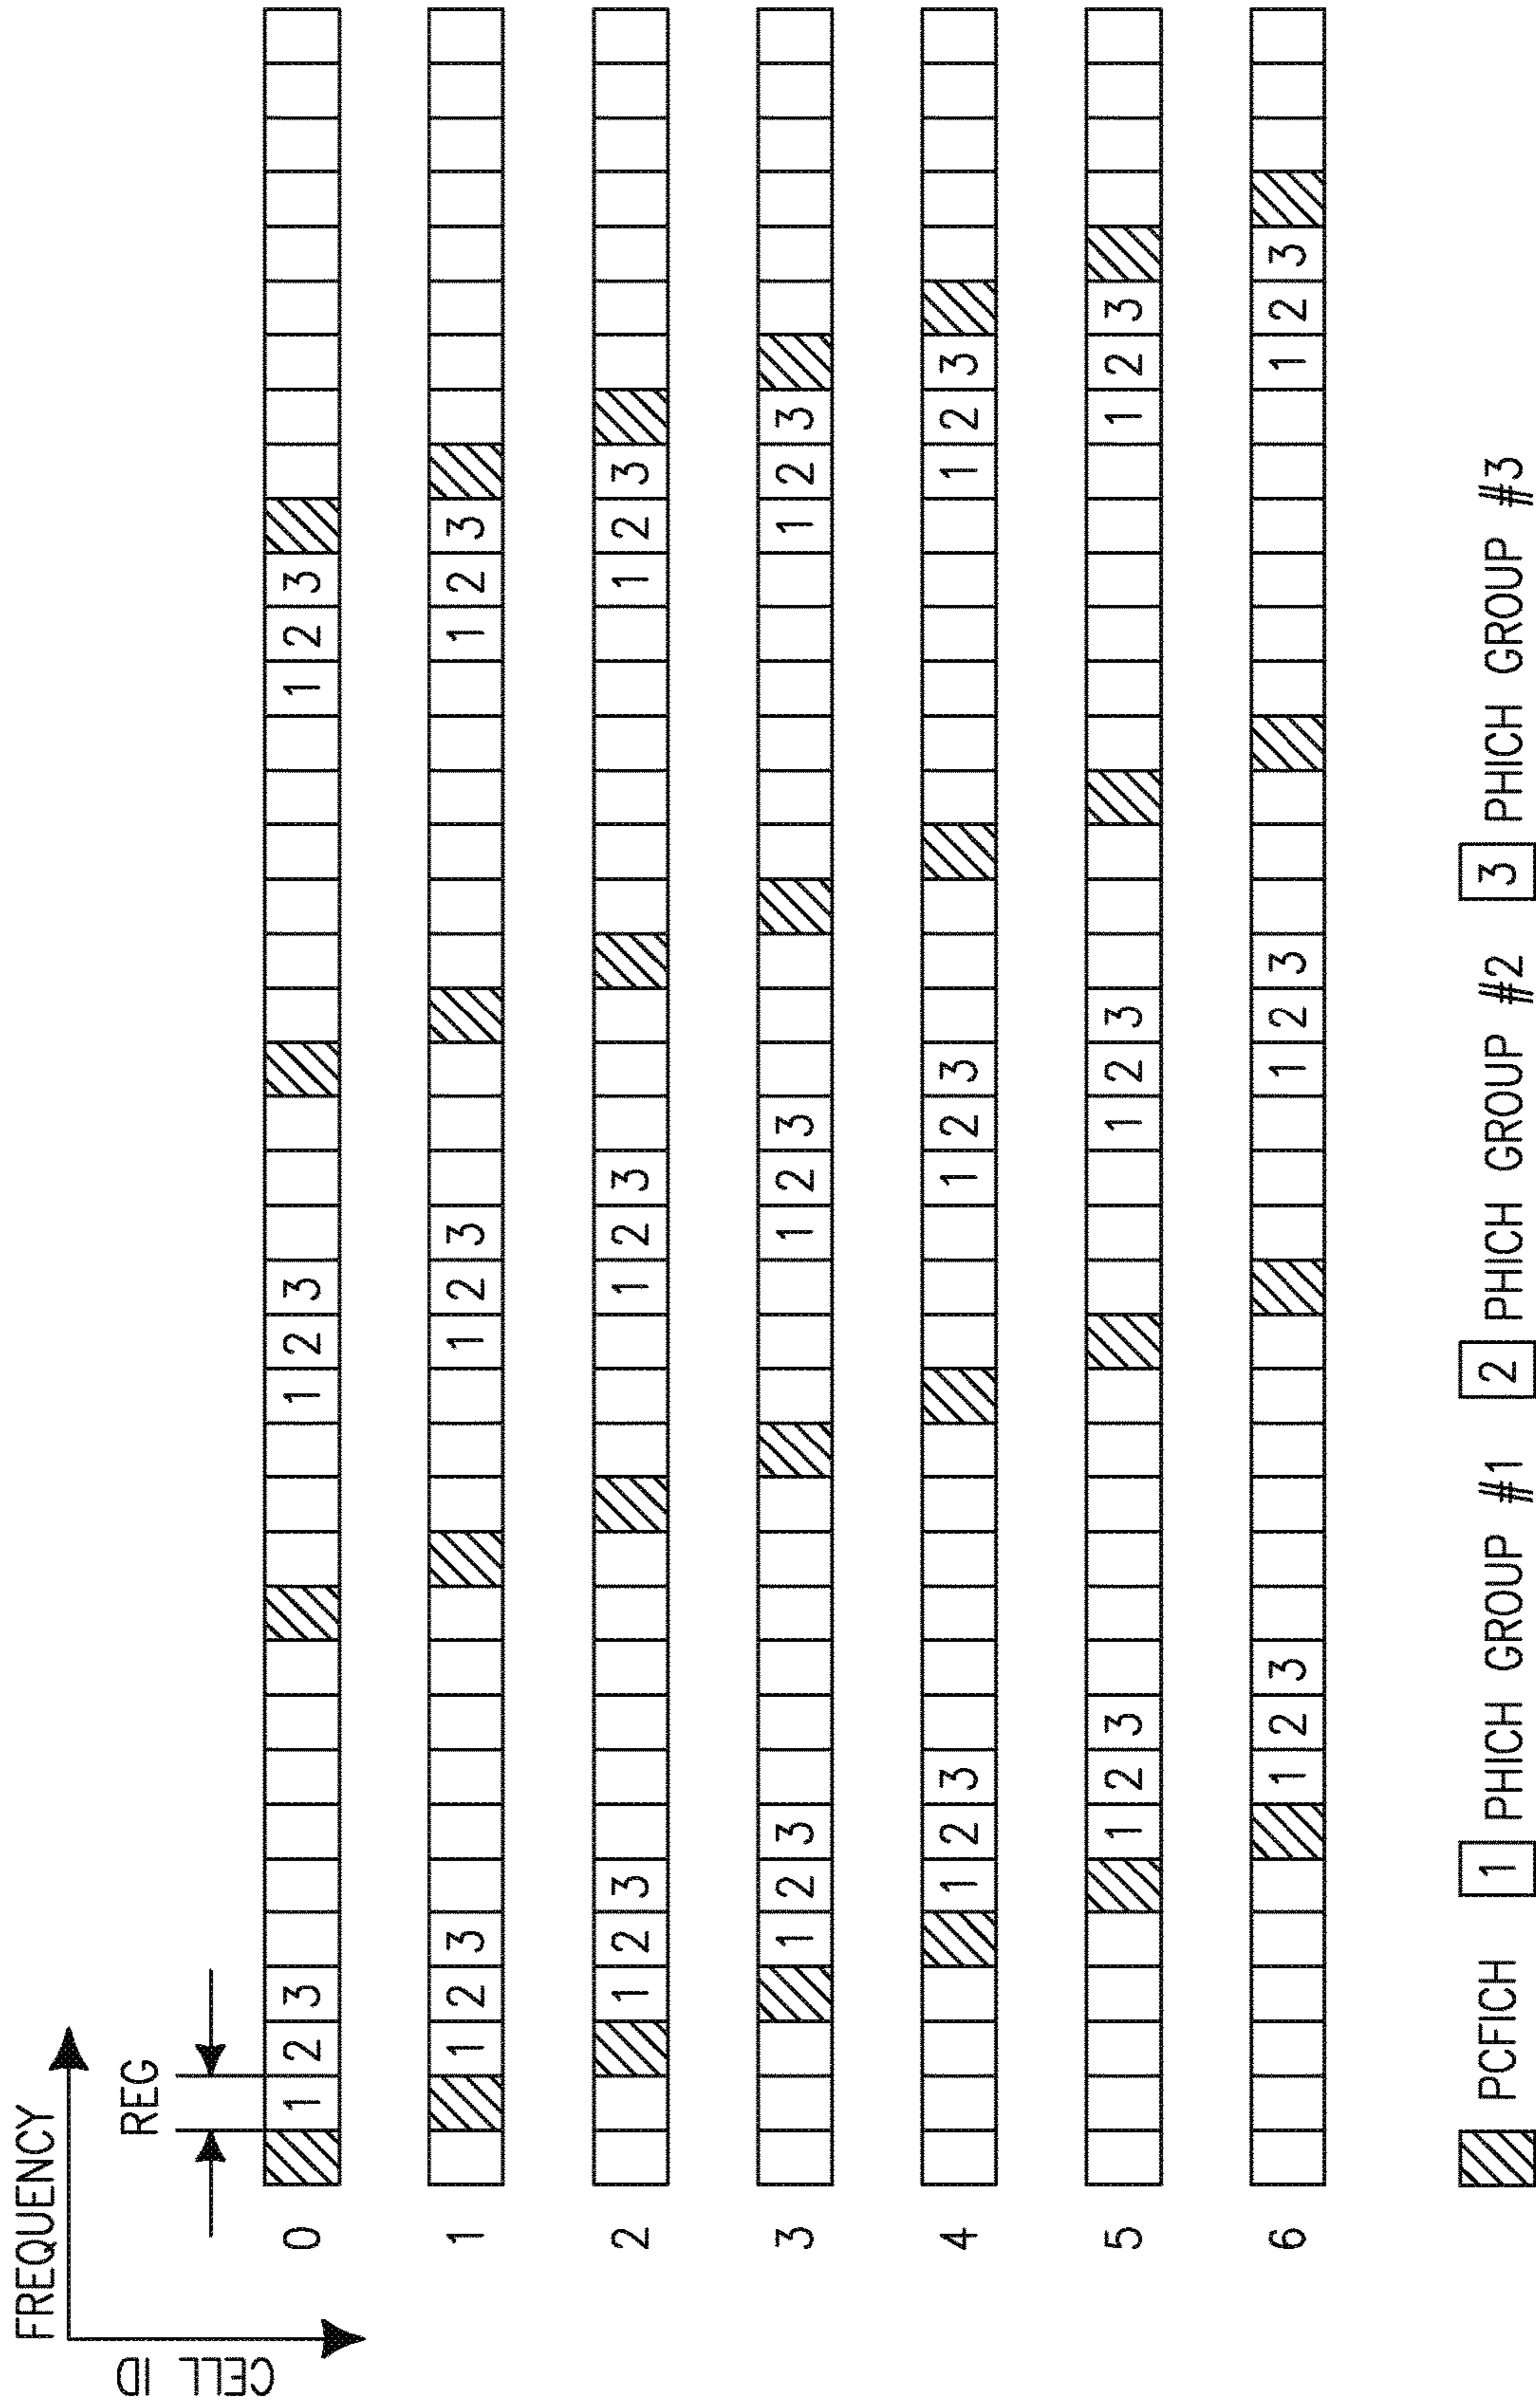 FREQUENCY
CELL ID
REG
0 1 2 3 1 2 3 1 2 3
1 1 2 3 1 2 3 1 2 3
2 1 2 3 1 2 3 1 2 3
3 1 2 3 1 2 3 1 2 3
4 1 2 3 1 2 3 1 2 3
5 1 2 3 1 2 3 1 2 3
6 1 2 3 1 2 3 1 2 3
PCFICH 1 PHICH GROUP #1 2 PHICH GROUP #2 3 PHICH GROUP #3